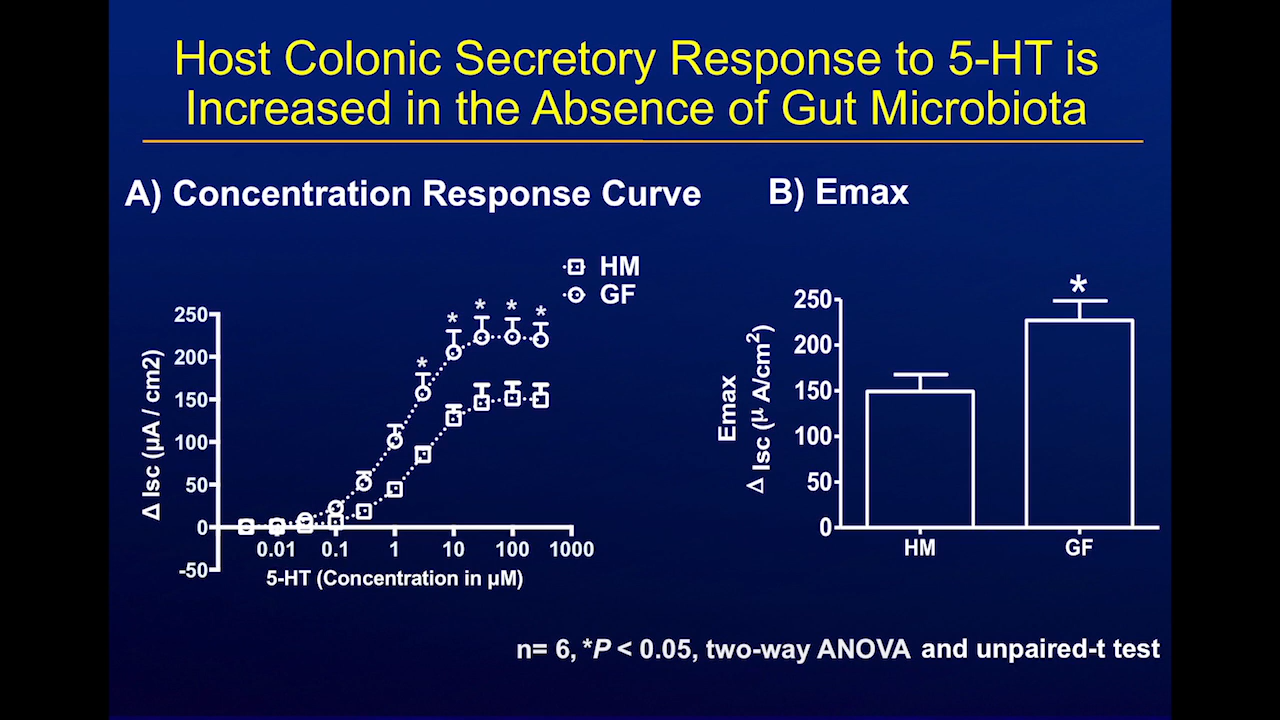 Host Colonic Secretory Response to 5-HT is
Increased in the Absence of Gut Microbiota
A) Concentration Response Curve
HM
GF
250
200
150
100
50
0
-50
Δ Isc (µA / cm2)
* * * * *
0.01 0.1 1 10 100 1000
5-HT (Concentration in µM)
B) Emax
250
200
150
100
50
0
Emax
Δ Isc (µ A/cm²)
*
HM GF
n= 6, *P < 0.05, two-way ANOVA and unpaired-t test